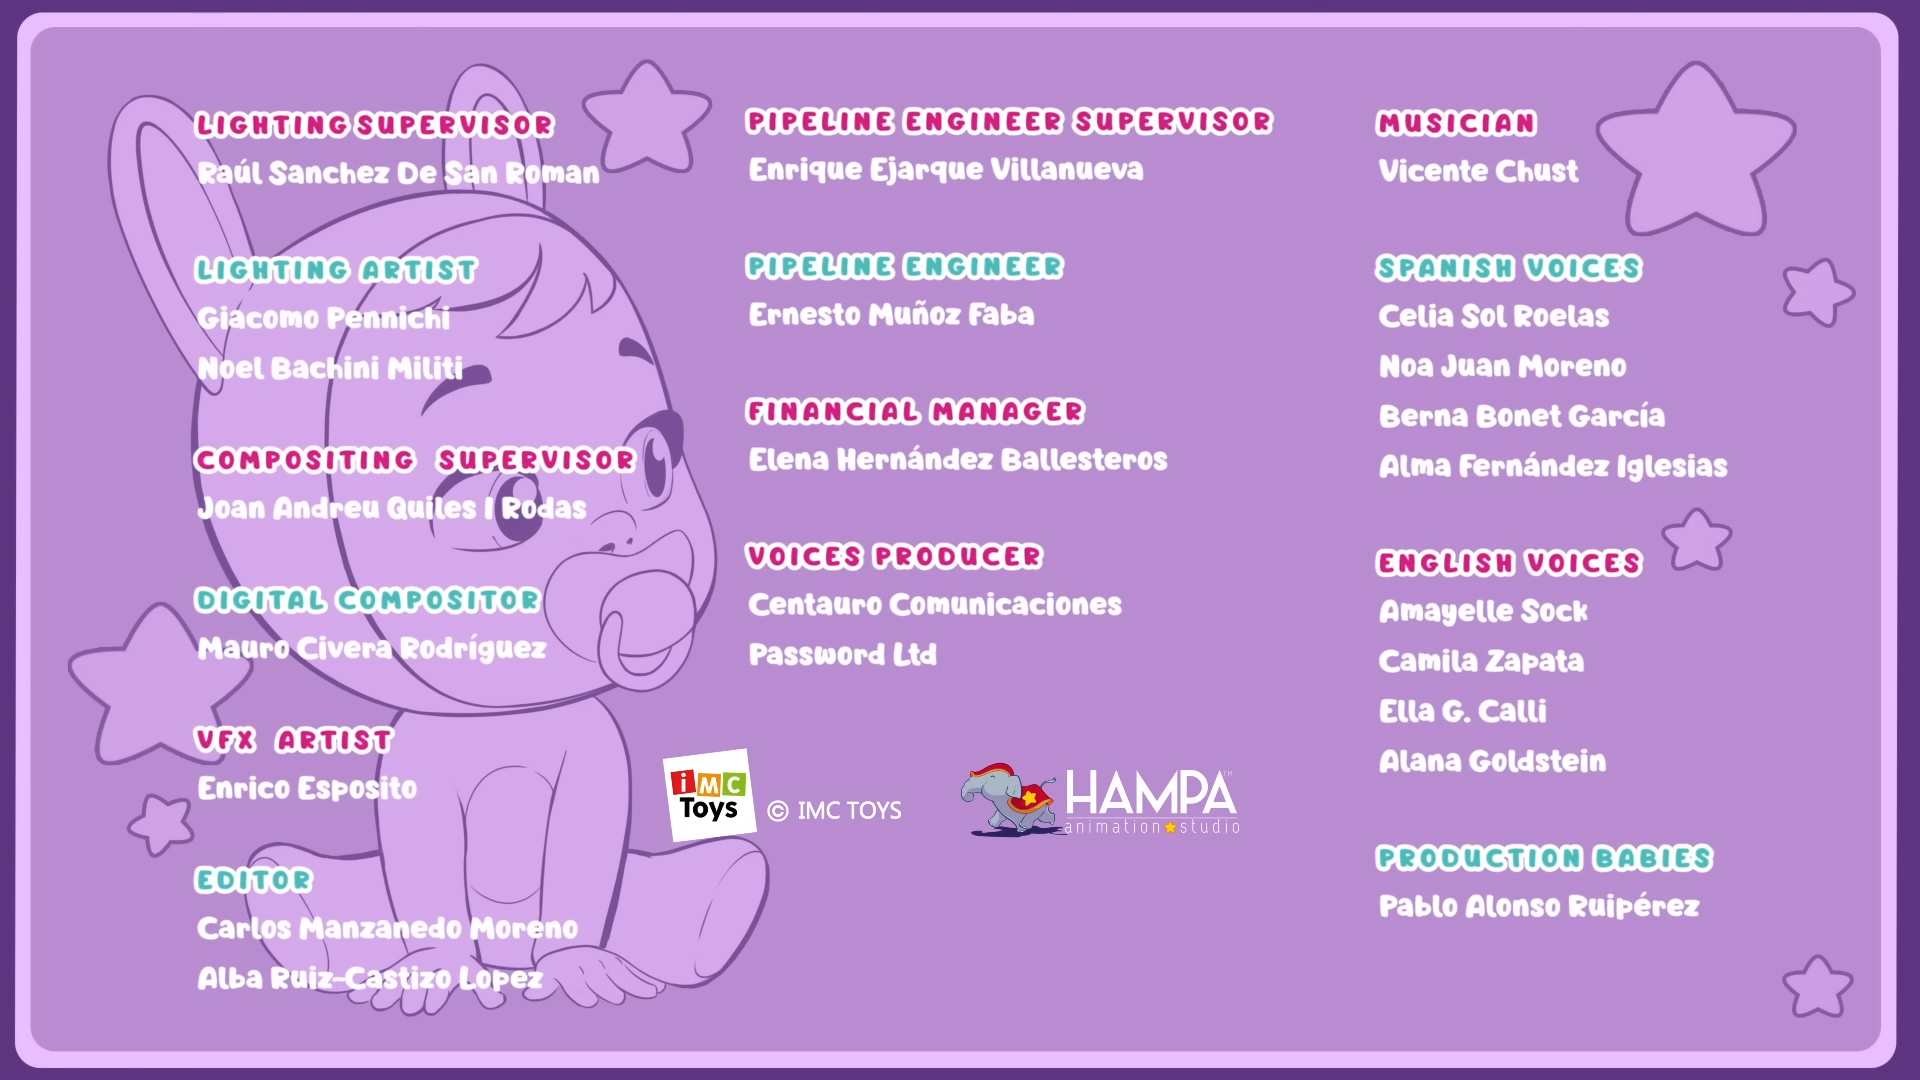 LIGHTING SUPERVISOR
Raúl Sanchez De San Roman
LIGHTING ARTIST
Giacomo Pennichi
Noel Bachini Militi
COMPOSITING SUPERVISOR
Joan Andreu Quiles I Rodas
DIGITAL COMPOSITOR
Mauro Civera Rodríguez
VFX ARTIST
Enrico Esposito
EDITOR
Carlos Manzanedo Moreno
Alba Ruiz-Castizo Lopez
PIPELINE ENGINEER SUPERVISOR
Enrique Ejarque Villanueva
PIPELINE ENGINEER
Ernesto Muñoz Faba
FINANCIAL MANAGER
Elena Hernández Ballesteros
VOICES PRODUCER
Centauro Comunicaciones
Password Ltd
iMC
Toys
© IMC TOYS
HAMPA™
animation studio
MUSICIAN
Vicente Chust
SPANISH VOICES
Celia Sol Roelas
Noa Juan Moreno
Berna Bonet García
Alma Fernández Iglesias
ENGLISH VOICES
Amayelle Sock
Camila Zapata
Ella G. Calli
Alana Goldstein
PRODUCTION BABIES
Pablo Alonso Ruipérez